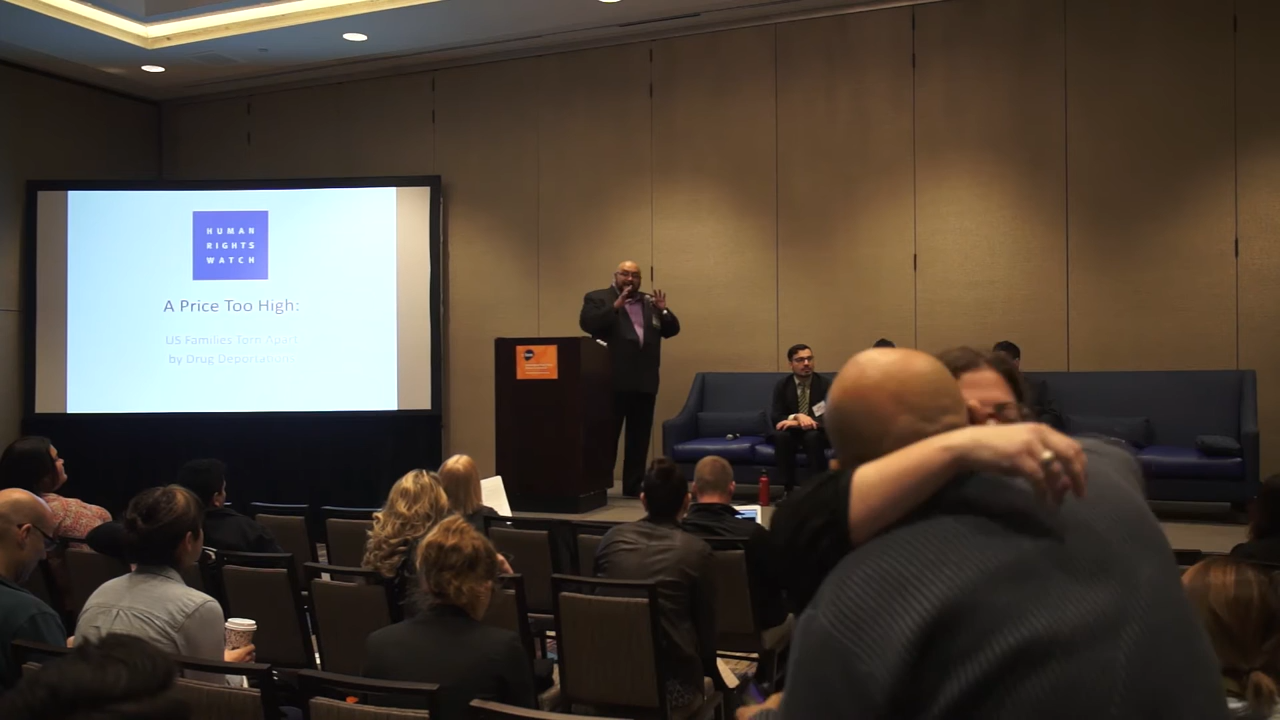 HUMAN
RIGHTS
WATCH
A Price Too High:
US Families Torn Apart
by Drug Deportations